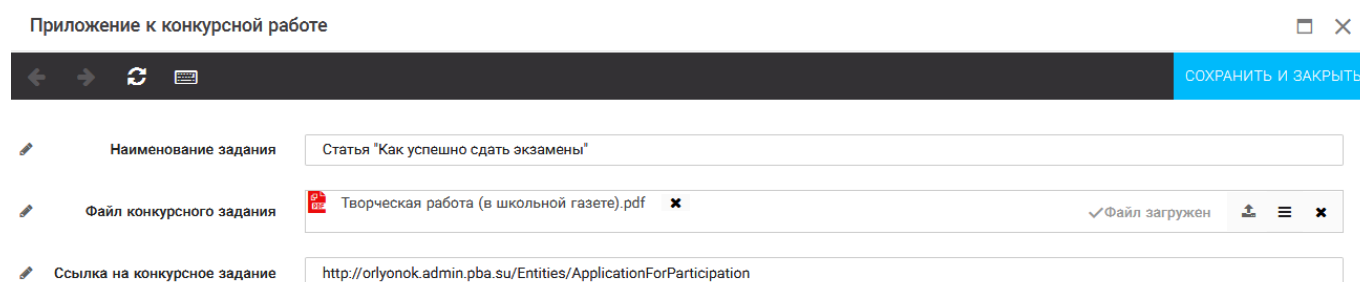 Приложение к конкурсной работе
СОХРАНИТЬ И ЗАКРЫТЬ
Наименование задания Статья "Как успешно сдать экзамены"
Файл конкурсного задания Творческая работа (в школьной газете).pdf Файл загружен
Ссылка на конкурсное задание http://orlyonok.admin.pba.su/Entities/ApplicationForParticipation